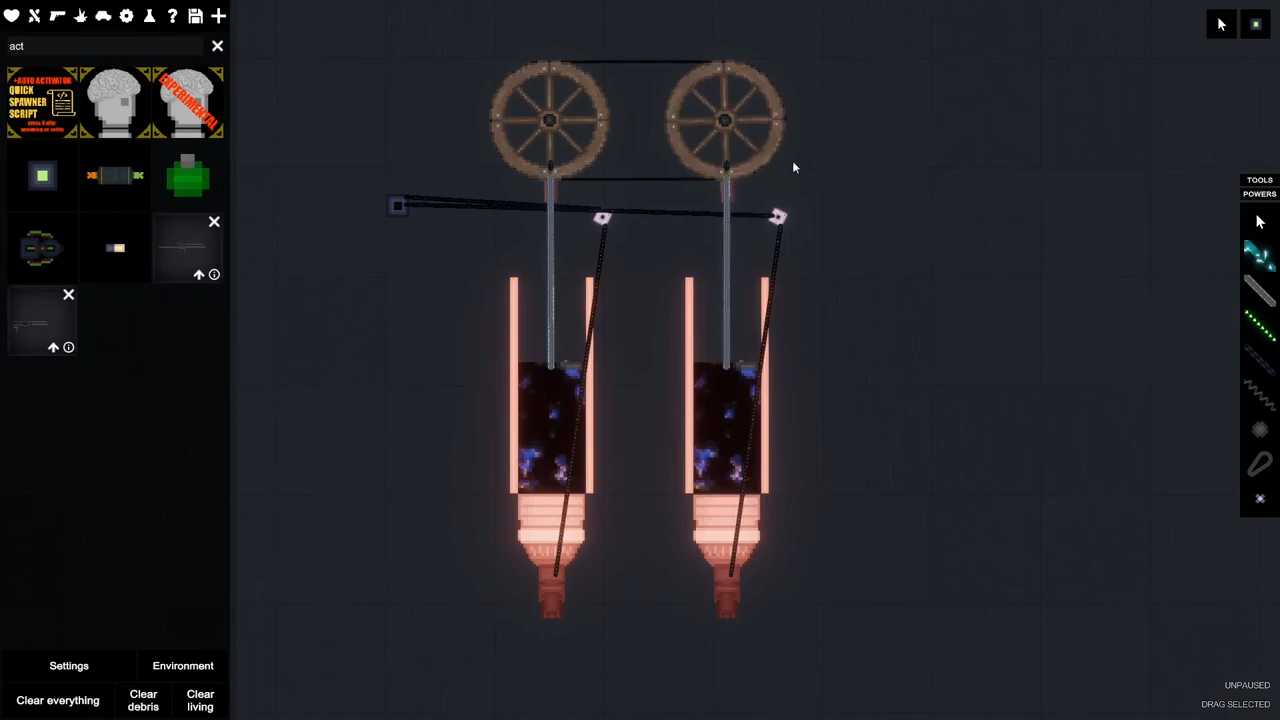 act
+AUTO ACTIVATOR
QUICK
SPAWNER
SCRIPT
EXPERIMENTAL
TOOLS
POWERS
Settings
Environment
Clear everything
Clear debris
Clear living
UNPAUSED
DRAG SELECTED